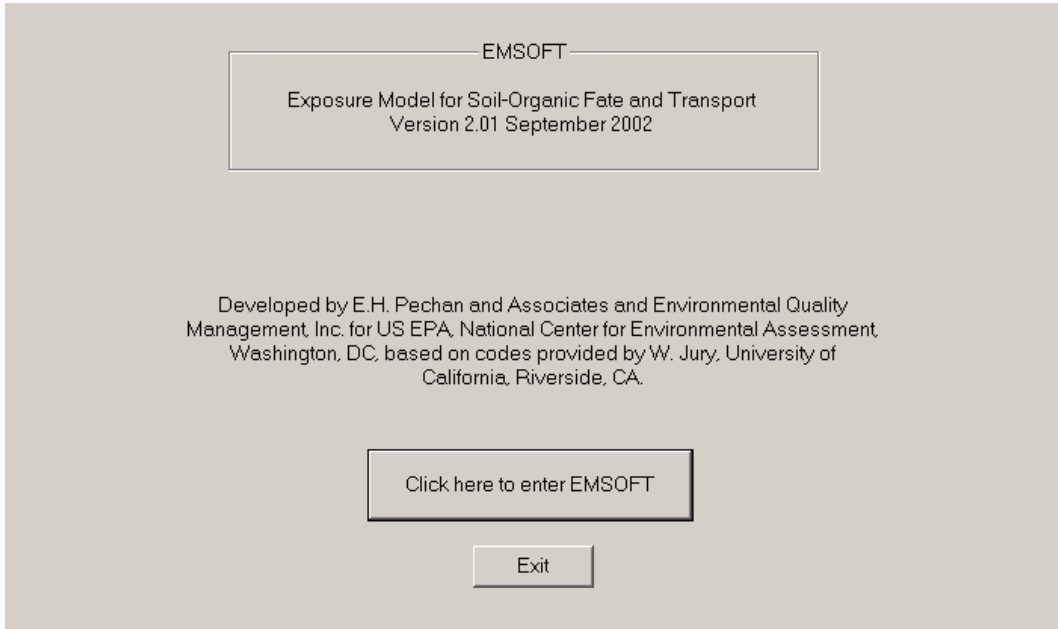 EMSOFT
Exposure Model for Soil-Organic Fate and Transport
Version 2.01 September 2002
Developed by E.H. Pechan and Associates and Environmental Quality
Management, Inc. for US EPA, National Center for Environmental Assessment,
Washington, DC, based on codes provided by W. Jury, University of
California, Riverside, CA.
Click here to enter EMSOFT
Exit